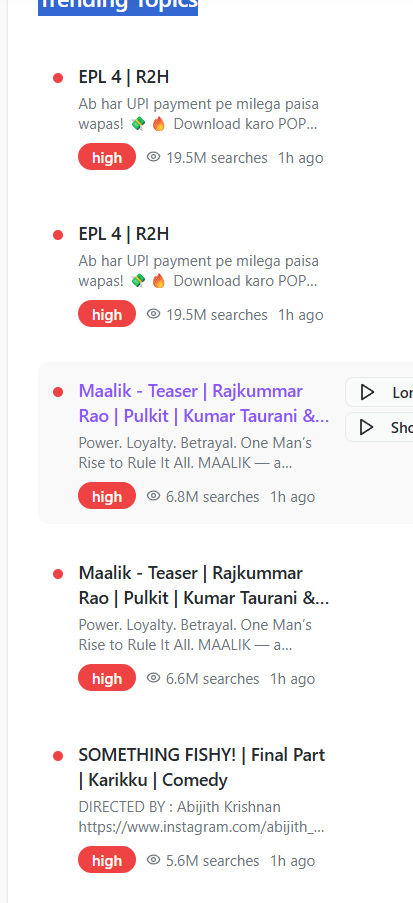 Trending Topics
EPL 4 | R2H
Ab har UPI payment pe milega paisa
wapas! 💸 🔥 Download karo POP...
high 19.5M searches 1h ago
EPL 4 | R2H
Ab har UPI payment pe milega paisa
wapas! 💸 🔥 Download karo POP...
high 19.5M searches 1h ago
Maalik - Teaser | Rajkummar
Rao | Pulkit | Kumar Taurani &...
Lon
Sho
Power. Loyalty. Betrayal. One Man's
Rise to Rule It All. MAALIK — a...
high 6.8M searches 1h ago
Maalik - Teaser | Rajkummar
Rao | Pulkit | Kumar Taurani &...
Power. Loyalty. Betrayal. One Man's
Rise to Rule It All. MAALIK — a...
high 6.6M searches 1h ago
SOMETHING FISHY! | Final Part
| Karikku | Comedy
DIRECTED BY : Abijith Krishnan
https://www.instagram.com/abijith_...
high 5.6M searches 1h ago